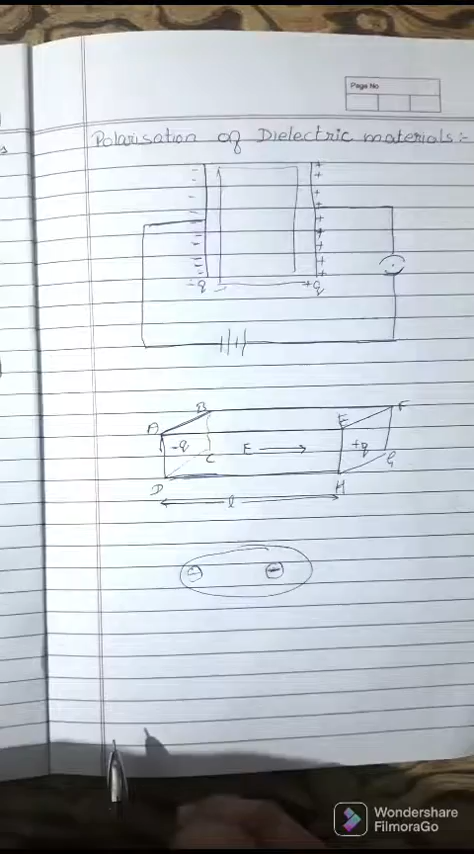 Page No
Polarisation of Dielectric materials:-
-q +q
B F
A E
-q C E +q G
D H
l
Wondershare
FilmoraGo